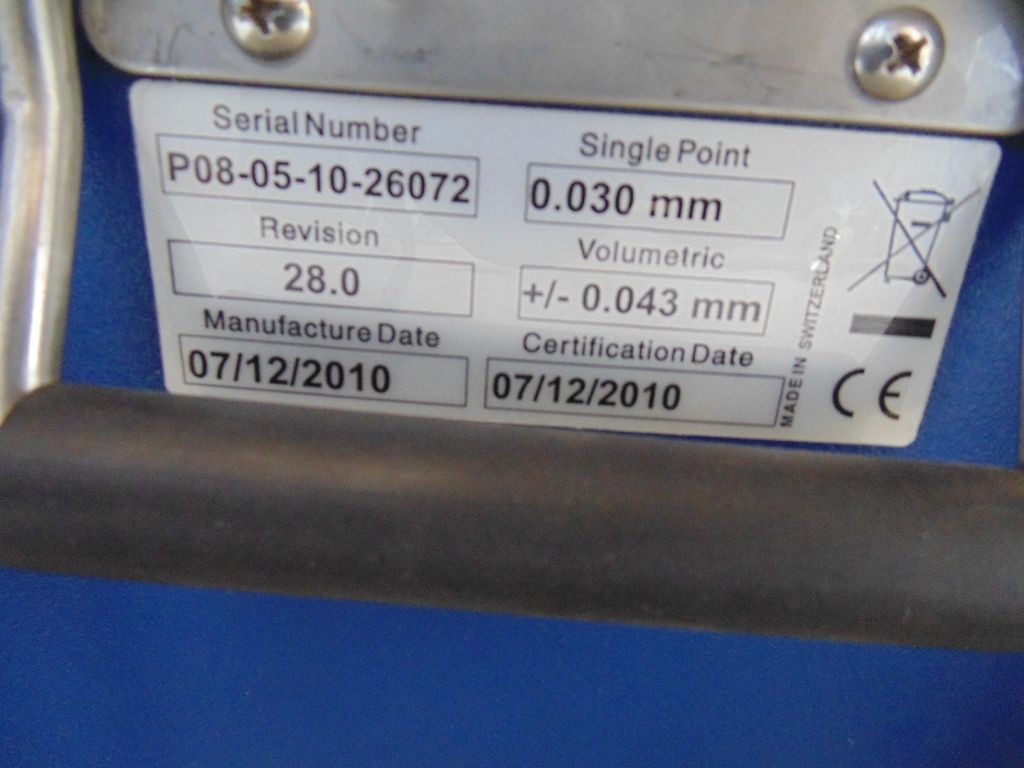 Serial Number
P08-05-10-26072
Revision
28.0
Manufacture Date
07/12/2010
Single Point
0.030 mm
Volumetric
+/- 0.043 mm
Certification Date
07/12/2010
MADE IN SWITZERLAND
CE